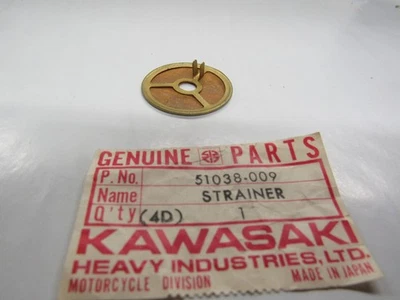 GENUINE PARTS
P. No. 51038-009
Name STRAINER
Q'ty (4D) 1
KAWASAKI
HEAVY INDUSTRIES, LTD.
MOTORCYCLE DIVISION MADE IN JAPAN